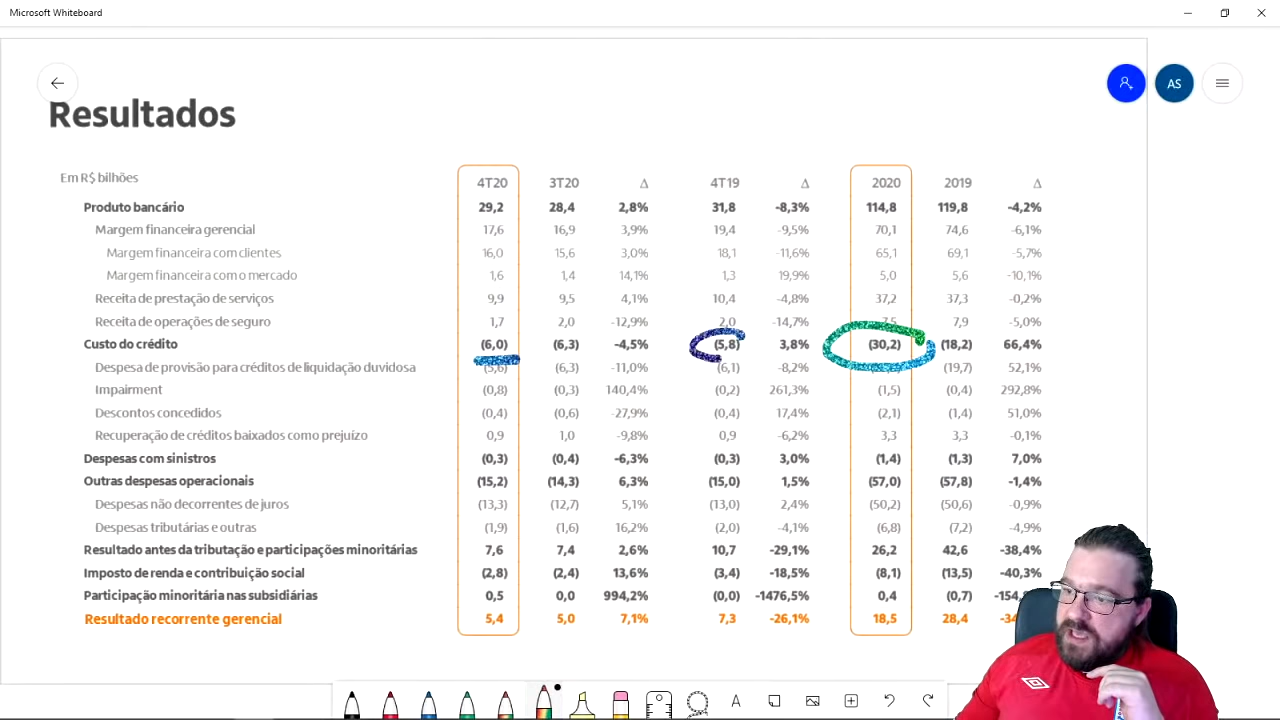 Microsoft Whiteboard
AS
Resultados
Em R$ bilhões 4T20 3T20 Δ 4T19 Δ 2020 2019 Δ
Produto bancário 29,2 28,4 2,8% 31,8 -8,3% 114,8 119,8 -4,2%
Margem financeira gerencial 17,6 16,9 3,9% 19,4 -9,5% 70,1 74,6 -6,1%
Margem financeira com clientes 16,0 15,6 3,0% 18,1 -11,6% 65,1 69,1 -5,7%
Margem financeira com o mercado 1,6 1,4 14,1% 1,3 19,9% 5,0 5,6 -10,1%
Receita de prestação de serviços 9,9 9,5 4,1% 10,4 -4,8% 37,2 37,3 -0,2%
Receita de operações de seguro 1,7 2,0 -12,9% 2,0 -14,7% 7,5 7,9 -5,0%
Custo do crédito (6,0) (6,3) -4,5% (5,8) 3,8% (30,2) (18,2) 66,4%
Despesa de provisão para créditos de liquidação duvidosa (5,6) (6,3) -11,0% (6,1) -8,2% (19,7) 52,1%
Impairment (0,8) (0,3) 140,4% (0,2) 261,3% (1,5) (0,4) 292,8%
Descontos concedidos (0,4) (0,6) -27,9% (0,4) 17,4% (2,1) (1,4) 51,0%
Recuperação de créditos baixados como prejuízo 0,9 1,0 -9,8% 0,9 -6,2% 3,3 3,3 -0,1%
Despesas com sinistros (0,3) (0,4) -6,3% (0,3) 3,0% (1,4) (1,3) 7,0%
Outras despesas operacionais (15,2) (14,3) 6,3% (15,0) 1,5% (57,0) (57,8) -1,4%
Despesas não decorrentes de juros (13,3) (12,7) 5,1% (13,0) 2,4% (50,2) (50,6) -0,9%
Despesas tributárias e outras (1,9) (1,6) 16,2% (2,0) -4,1% (6,8) (7,2) -4,9%
Resultado antes da tributação e participações minoritárias 7,6 7,4 2,6% 10,7 -29,1% 26,2 42,6 -38,4%
Imposto de renda e contribuição social (2,8) (2,4) 13,6% (3,4) -18,5% (8,1) (13,5) -40,3%
Participação minoritária nas subsidiárias 0,5 0,0 994,2% (0,0) -1476,5% 0,4 (0,7)
Resultado recorrente gerencial 5,4 5,0 7,1% 7,3 -26,1% 18,5 28,4